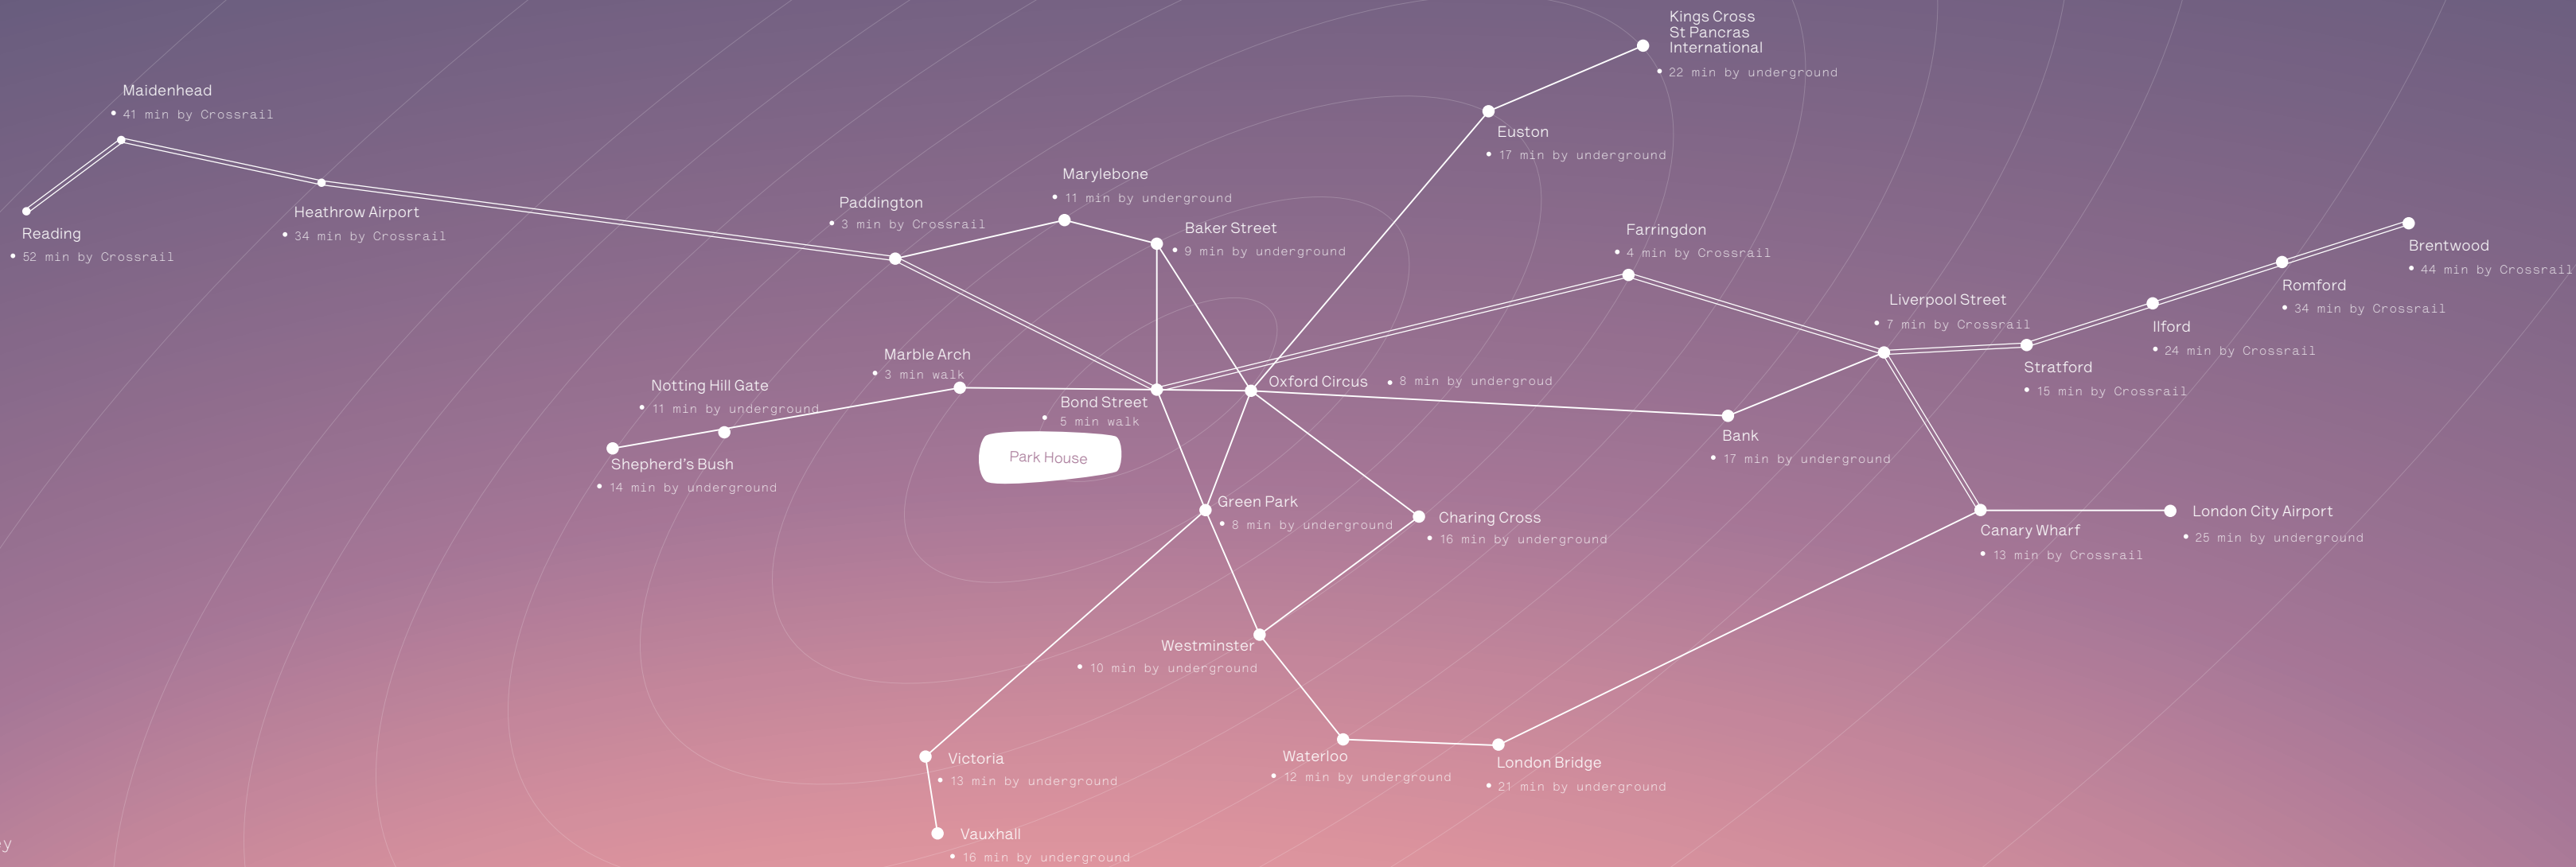 Kings Cross
St Pancras
International
22 min by underground
Maidenhead
41 min by Crossrail
Euston
17 min by underground
Marylebone
11 min by underground
Paddington
3 min by Crossrail
Heathrow Airport
34 min by Crossrail
Reading
52 min by Crossrail
Baker Street
9 min by underground
Farringdon
4 min by Crossrail
Brentwood
44 min by Crossrail
Romford
34 min by Crossrail
Liverpool Street
7 min by Crossrail
Ilford
24 min by Crossrail
Stratford
15 min by Crossrail
Marble Arch
3 min walk
Notting Hill Gate
11 min by underground
Oxford Circus
8 min by undergroud
Bond Street
5 min walk
Park House
Bank
17 min by underground
Shepherd's Bush
14 min by underground
Green Park
8 min by underground
Charing Cross
16 min by underground
London City Airport
25 min by underground
Canary Wharf
13 min by Crossrail
Westminster
10 min by underground
Waterloo
12 min by underground
London Bridge
21 min by underground
Victoria
13 min by underground
Vauxhall
16 min by underground